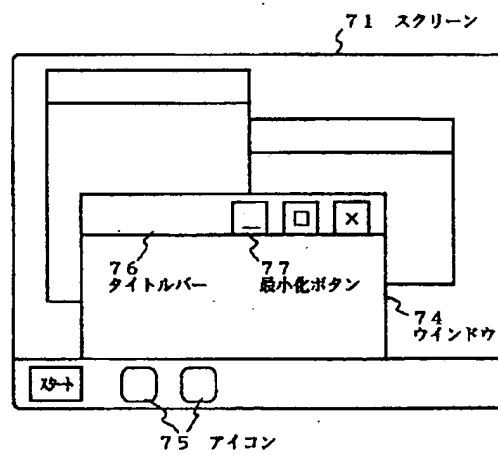 71 スクリーン
_ □ ×
76
タイトルバー
77
最小化ボタン
74
ウインドウ
スタート
75 アイコン